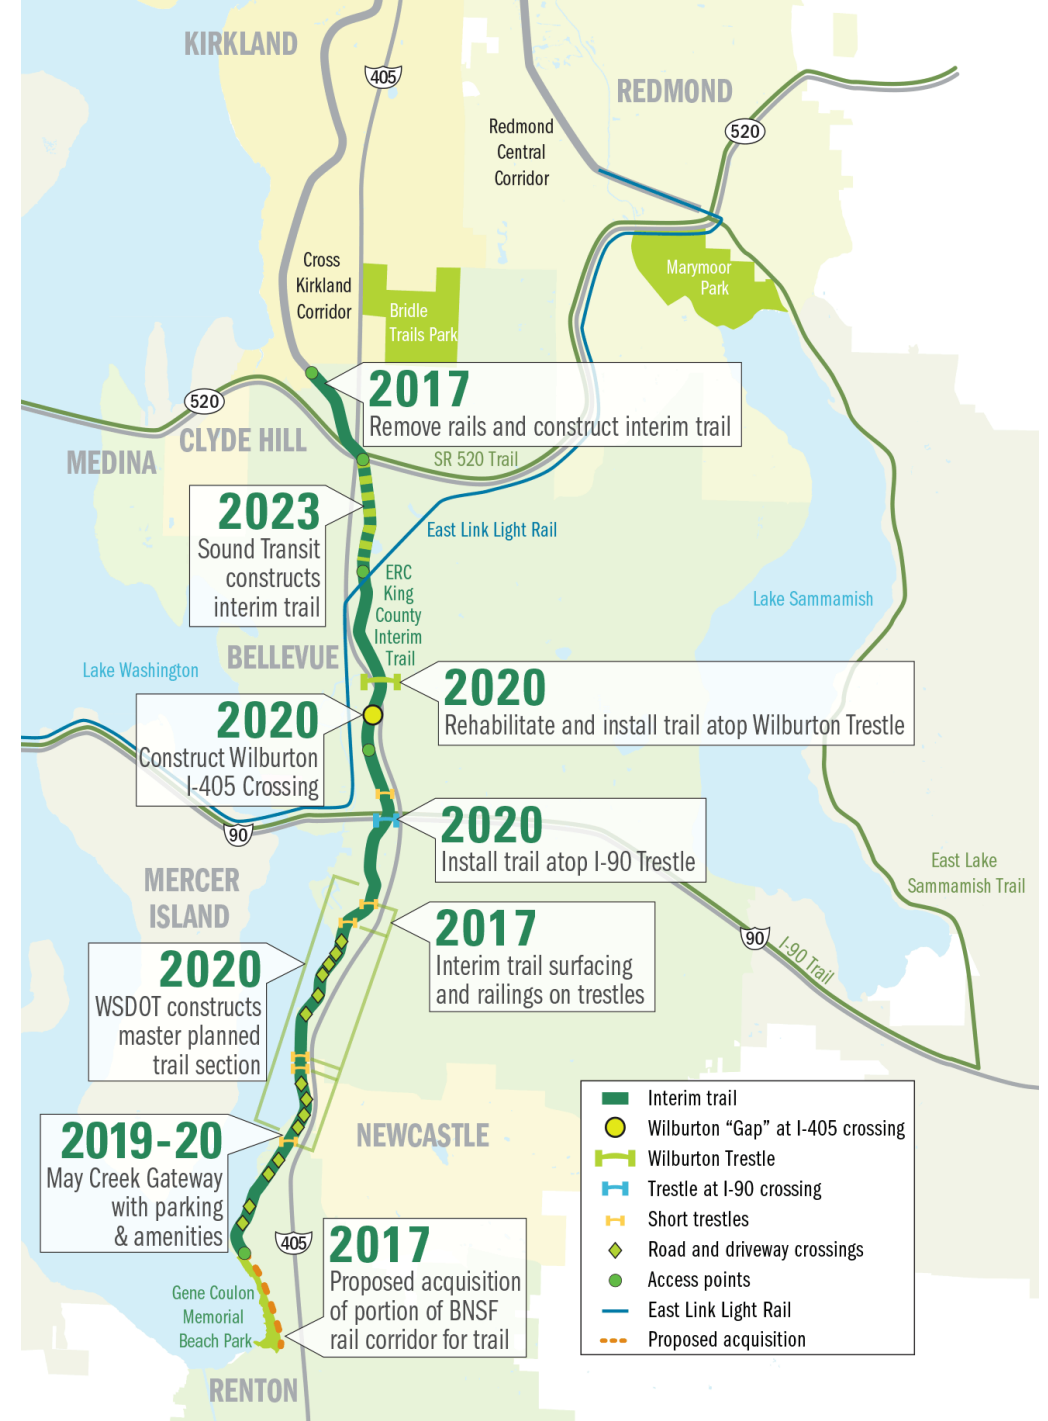 KIRKLAND
405
REDMOND
520
Redmond
Central
Corridor
Cross
Kirkland
Corridor
Marymoor
Park
Bridle
Trails Park
2017
Remove rails and construct interim trail
520
CLYDE HILL
MEDINA
SR 520 Trail
2023
Sound Transit
constructs
interim trail
East Link Light Rail
ERC
King
County
Interim
Trail
Lake Sammamish
BELLEVUE
Lake Washington
2020
Rehabilitate and install trail atop Wilburton Trestle
2020
Construct Wilburton
I-405 Crossing
2020
Install trail atop I-90 Trestle
90
MERCER
ISLAND
East Lake
Sammamish Trail
2017
Interim trail surfacing
and railings on trestles
90
I-90 Trail
2020
WSDOT constructs
master planned
trail section
2019-20
May Creek Gateway
with parking
& amenities
NEWCASTLE
405
2017
Proposed acquisition
of portion of BNSF
rail corridor for trail
Gene Coulon
Memorial
Beach Park
RENTON
Interim trail
Wilburton “Gap” at I-405 crossing
Wilburton Trestle
Trestle at I-90 crossing
Short trestles
Road and driveway crossings
Access points
East Link Light Rail
Proposed acquisition